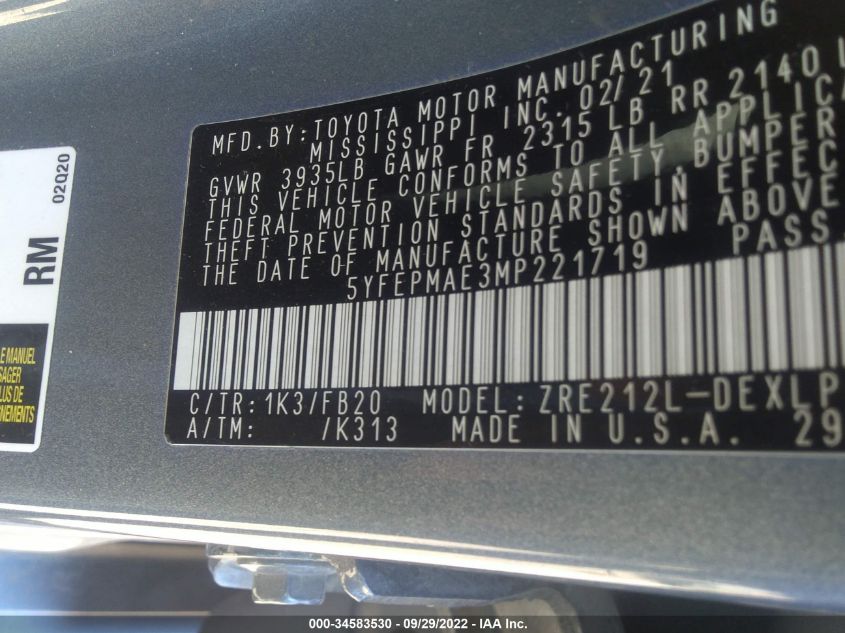 MFD. BY: TOYOTA MOTOR MANUFACTURING
MISSISSIPPI INC. 02/21
GVWR 3935LB GAWR FR 2315 LB RR 2140
THIS VEHICLE CONFORMS TO ALL
FEDERAL MOTOR VEHICLE SAFETY, BUMPER
THEFT PREVENTION STANDARDS IN
THE DATE OF MANUFACTURE SHOWN ABOVE
5YFEPMAE3MP221719 PASS
C/TR: 1K3/FB20 MODEL: ZRE212L-DEXLP
A/TM: /K313 MADE IN U.S.A. 29
RM 02Q20
MANUEL
000-34583530 - 09/29/2022 - IAA Inc.